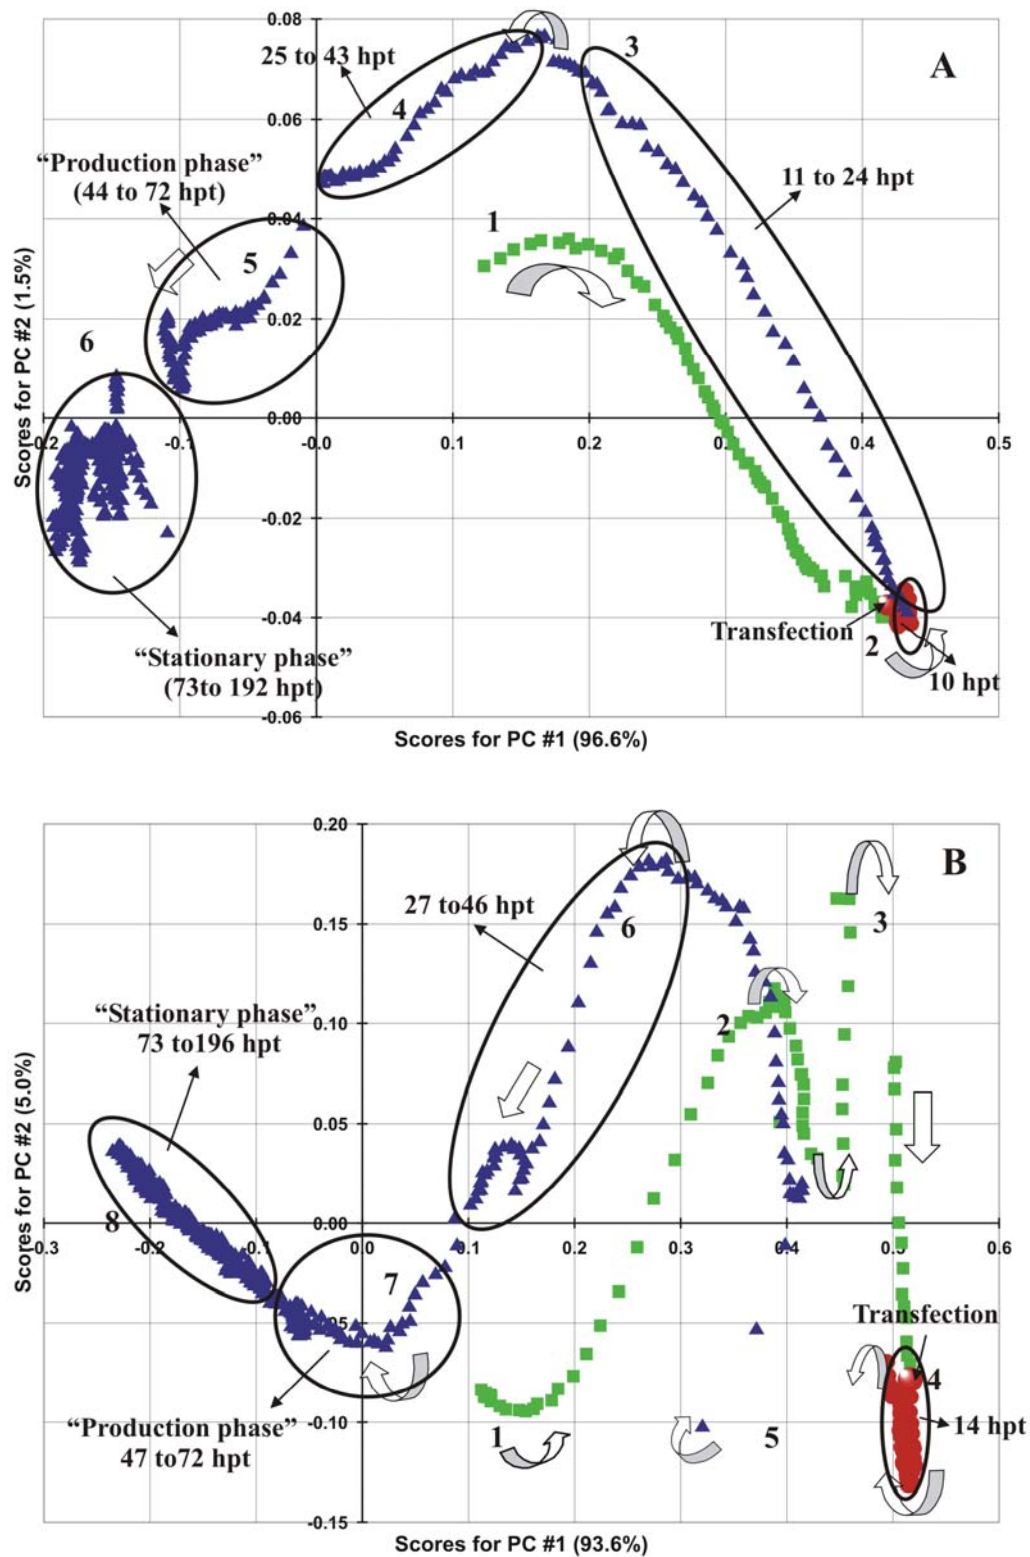 0.08
3
A
25 to 43 hpt
4
0.06
"Production phase"
(44 to 72 hpt)
11 to 24 hpt
0.04
1
5
0.02
6
0.00
0.2
-0.1
-0.0
0.1
0.2
0.3
0.4
0.5
-0.02
-0.04
Transfection
2
"Stationary phase"
(73to 192 hpt)
10 hpt
-0.06
Scores for PC #2 (1.5%)
Scores for PC #1 (96.6%)
0.20
B
27 to46 hpt
6
3
0.15
"Stationary phase"
73 to196 hpt
2
0.10
0.05
8
0.00
-0.3
-0.2
-0.1
0.0
0.1
0.2
0.3
0.4
0.5
0.6
7
Transfection
4
"Production phase"
47 to72 hpt
-0.10
1
5
14 hpt
-0.15
Scores for PC #2 (5.0%)
Scores for PC #1 (93.6%)